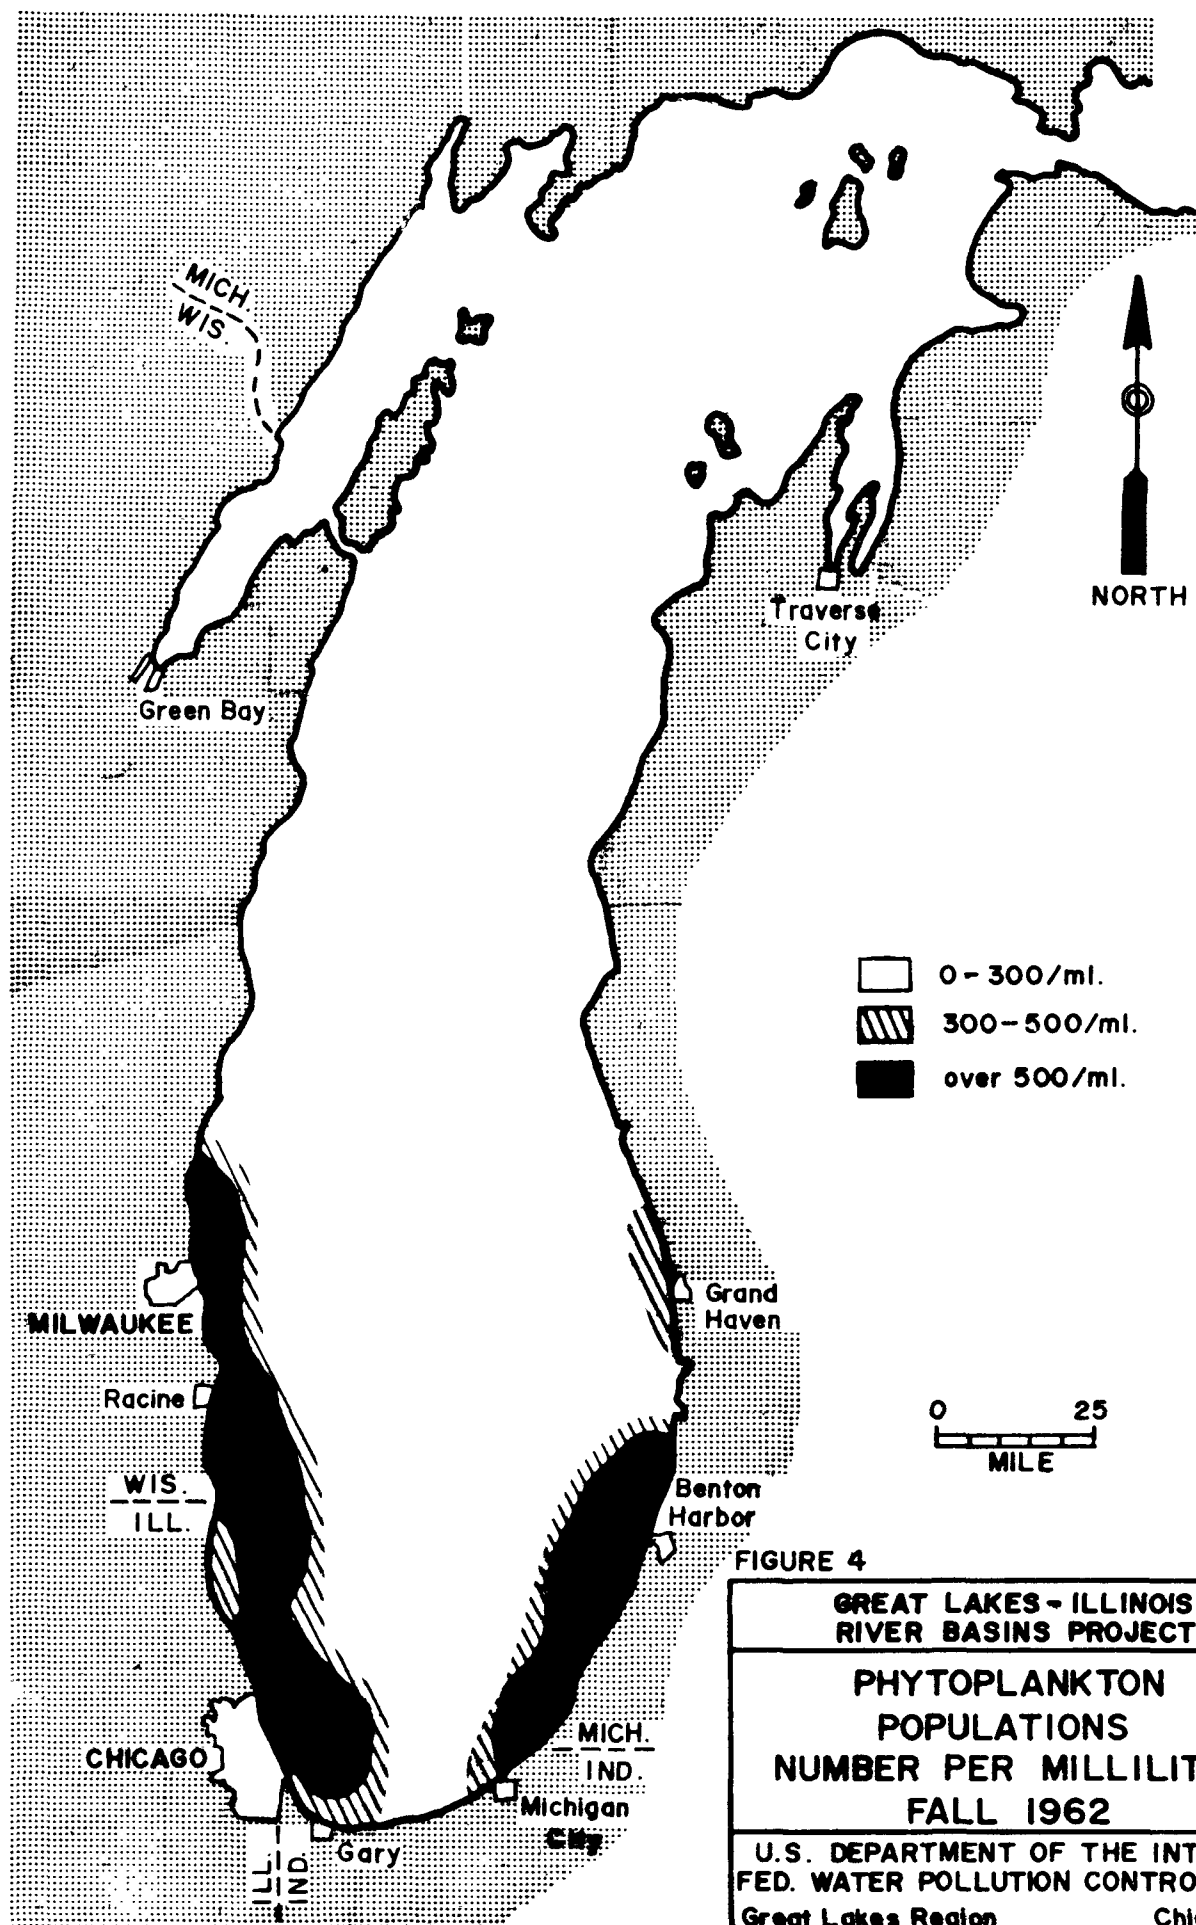 MICH.
WIS.
NORTH
Traverse
City
Green Bay
0-300/ml.
300-500/ml.
over 500/ml.
Grand
Haven
MILWAUKEE
Racine
0 25
MILE
WIS.
ILL.
Benton
Harbor
FIGURE 4
GREAT LAKES - ILLINOIS
RIVER BASINS PROJECT
PHYTOPLANKTON
POPULATIONS
NUMBER PER MILLILIT
FALL 1962
MICH.
IND.
CHICAGO
Michigan
City
Gary
ILL.
IND.
U.S. DEPARTMENT OF THE INT
FED. WATER POLLUTION CONTRO
Great Lakes Region Chi